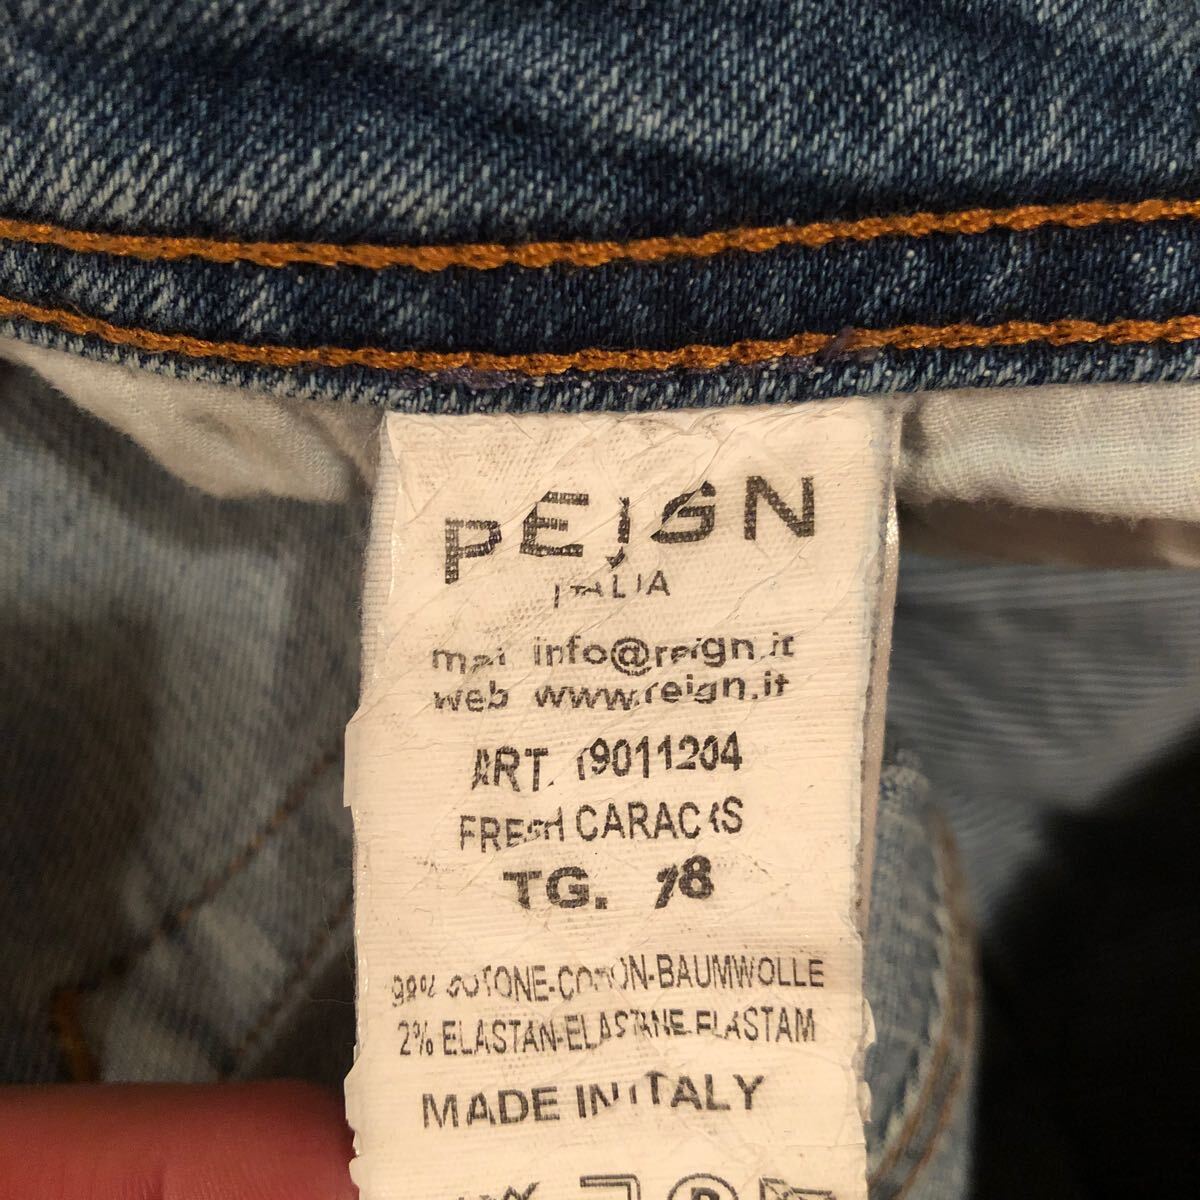 REIGN
ITALIA
mail info@reign.it
web www.reign.it
ART. 19011204
FRESH CARACAS
TG.
98% COTONE-COTTON-BAUMWOLLE
2% ELASTAN-ELASTANE-ELASTAM
MADE IN ITALY